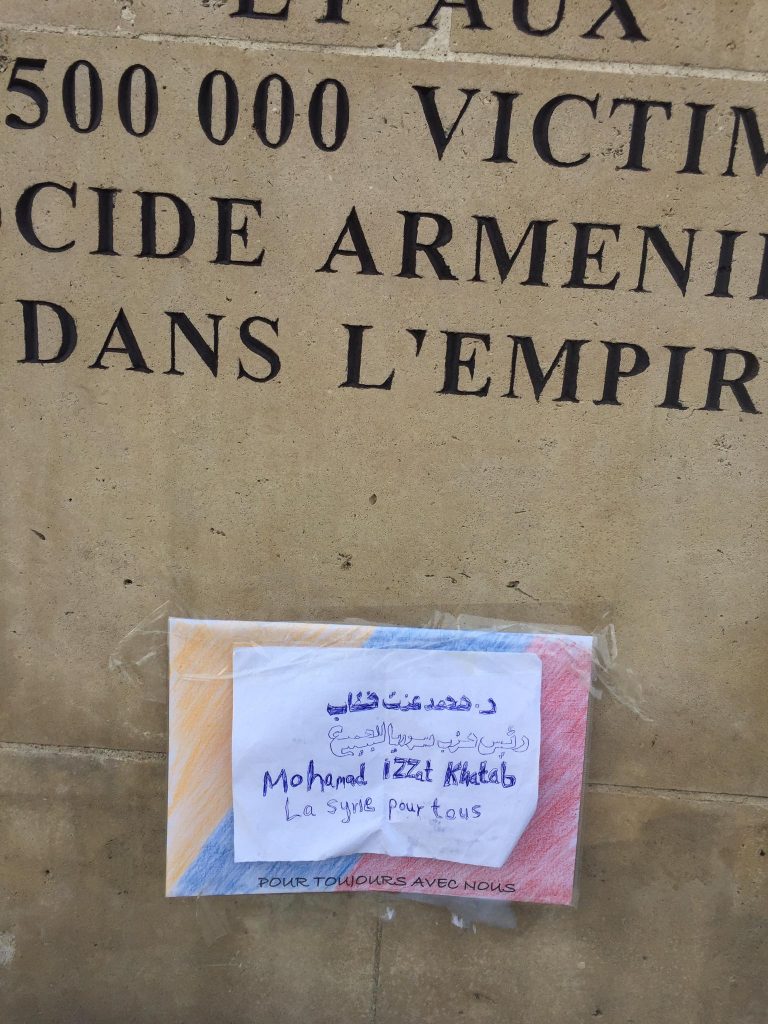 ET AUX
500 000 VICTIM
OCIDE ARMENI
DANS L'EMPIR
د. محمد عزت خطاب
رئيس حزب سوريا للجميع
Mohamad IZZat Khatab
La syrie pour tous
POUR TOUJOURS AVEC NOUS